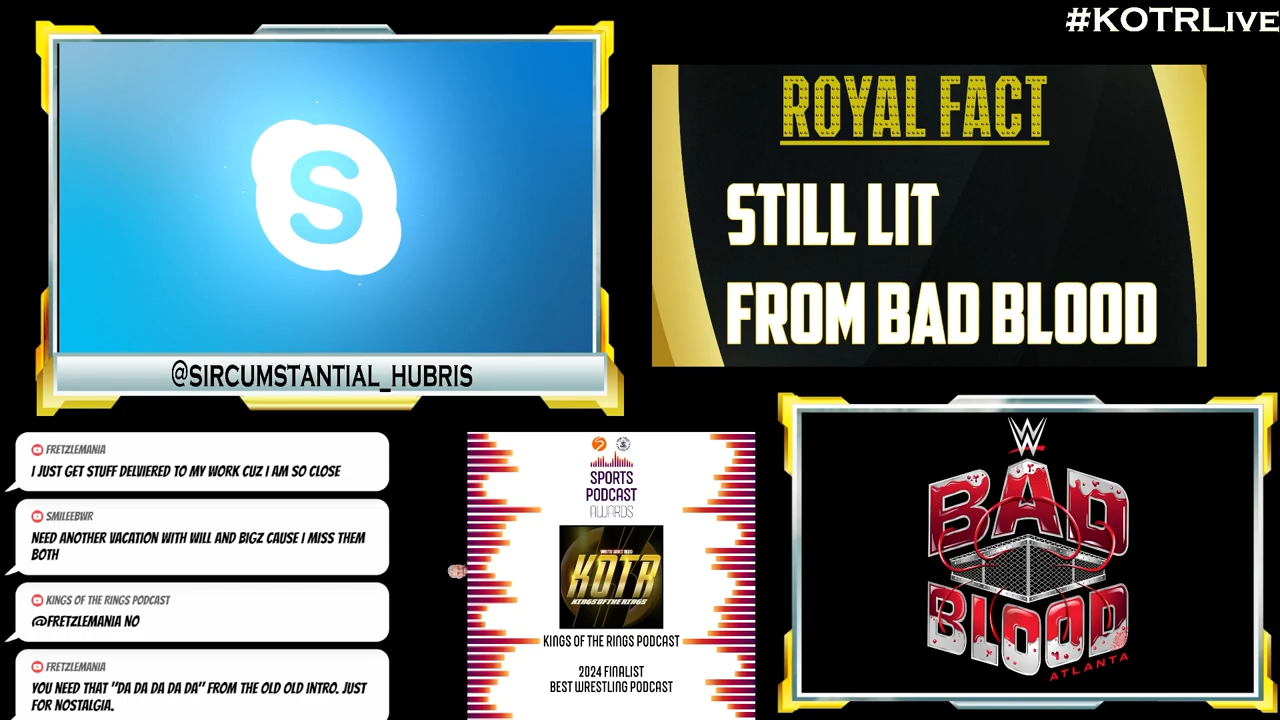 #KOTRLIVE
S
@SIRCUMSTANTIAL_HUBRIS
ROYAL FACT
STILL LIT
FROM BAD BLOOD
FRETZLEMANIA
I JUST GET STUFF DELVIERED TO MY WORK CUZ I AM SO CLOSE
SMILEEBWR
NEED ANOTHER VACATION WITH WILL AND BIGZ CAUSE I MISS THEM
BOTH
KINGS OF THE RINGS PODCAST
@FRETZLEMANIA NO
FRETZLEMANIA
YOU NEED THAT "DA DA DA DA DA" FROM THE OLD OLD INTRO. JUST
FOR NOSTALGIA.
SPORTS
PODCAST
AWARDS
KOTR
KINGS OF THE RINGS
KINGS OF THE RINGS PODCAST
2024 FINALIST
BEST WRESTLING PODCAST
W
BAD
BLOOD
ATLANTA